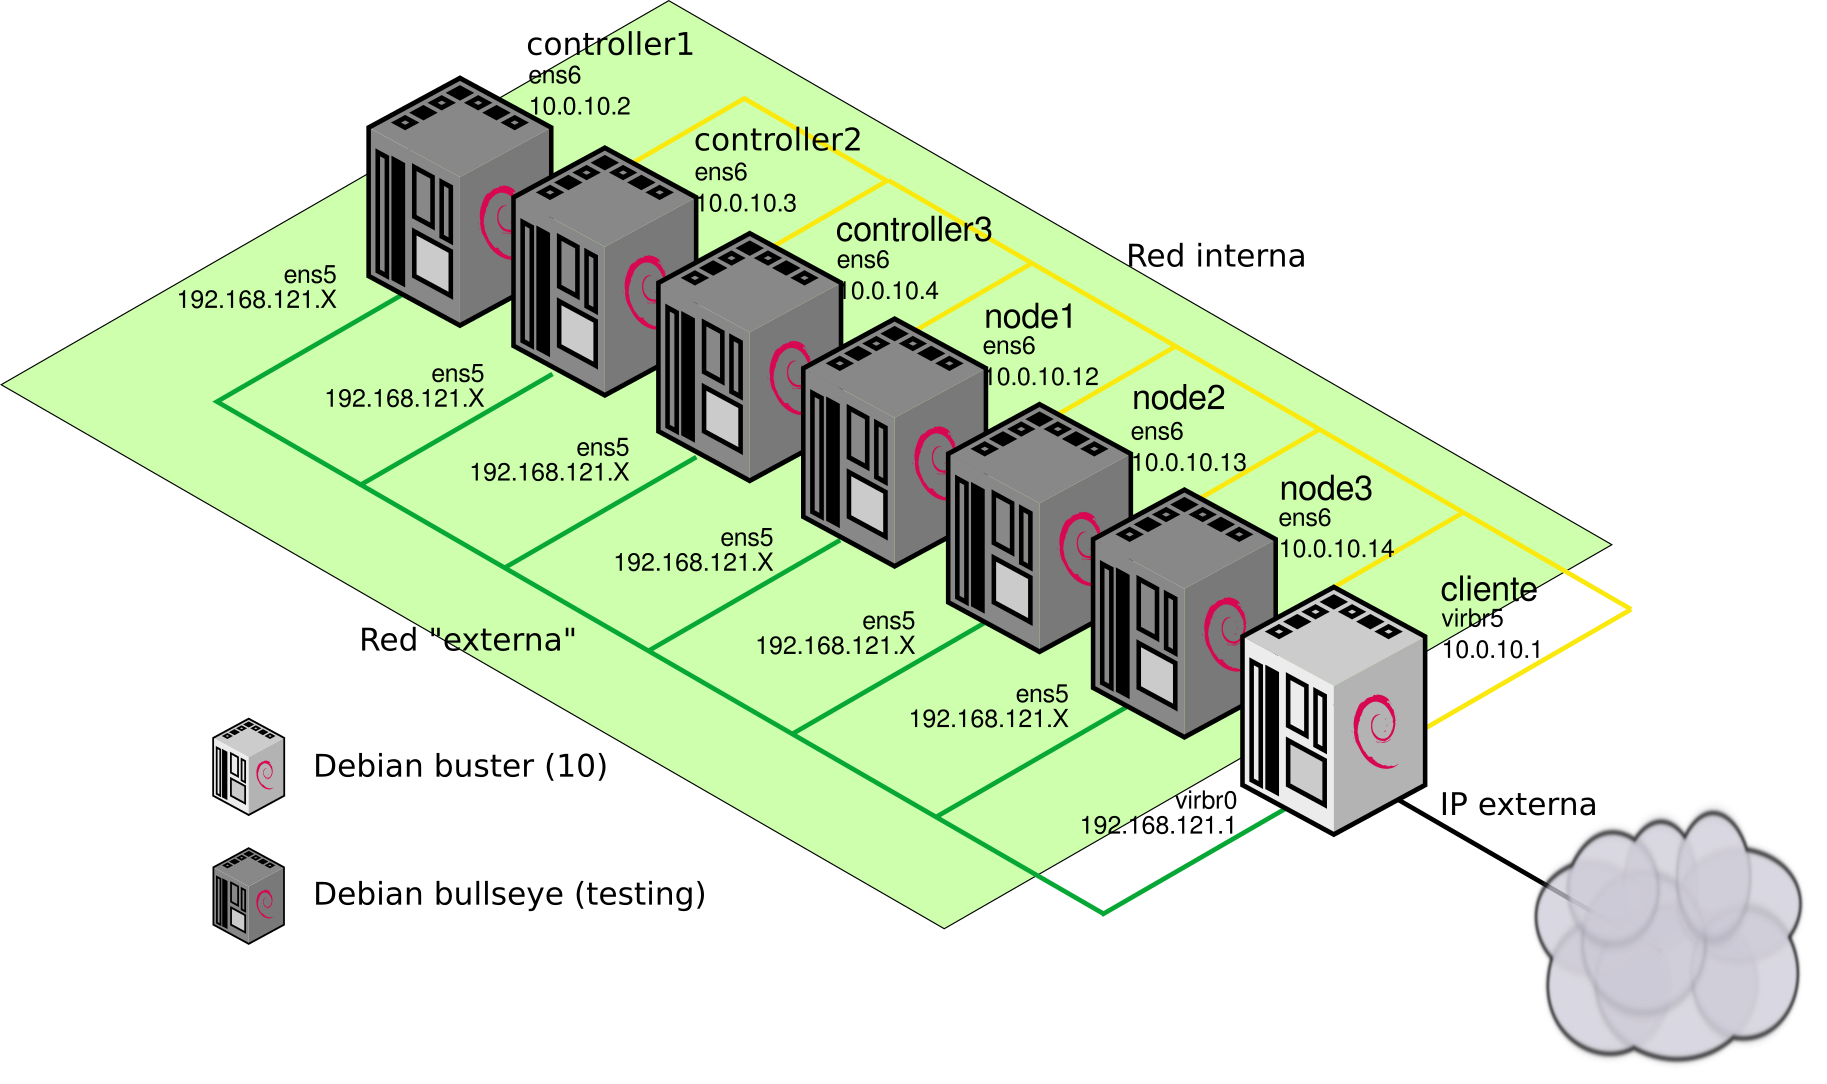 controller1
ens6
10.0.10.2
controller2
ens6
10.0.10.3
controller3
ens6
10.0.10.4
Red interna
node1
ens6
10.0.10.12
node2
ens6
10.0.10.13
node3
ens6
10.0.10.14
cliente
virbr5
10.0.10.1
ens5
192.168.121.X
ens5
192.168.121.X
ens5
192.168.121.X
ens5
192.168.121.X
ens5
192.168.121.X
ens5
192.168.121.X
virbr0
192.168.121.1
Red "externa"
IP externa
Debian buster (10)
Debian bullseye (testing)